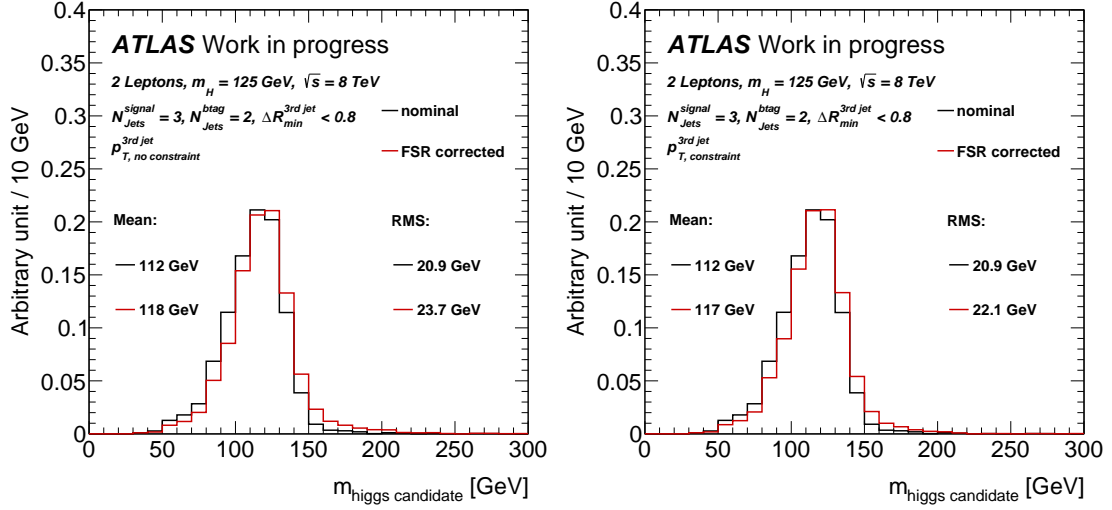 ATLAS Work in progress
2 Leptons, m_H = 125 GeV, √s = 8 TeV
N_Jets^signal = 3, N_Jets^btag = 2, ΔR_min^3rd jet < 0.8
p_T, no constraint^3rd jet
nominal
FSR corrected
Mean:
RMS:
112 GeV
20.9 GeV
118 GeV
23.7 GeV
Arbitrary unit / 10 GeV
0.4
0.35
0.3
0.25
0.2
0.15
0.1
0.05
0
0 50 100 150 200 250 300
m_higgs candidate [GeV]
ATLAS Work in progress
2 Leptons, m_H = 125 GeV, √s = 8 TeV
N_Jets^signal = 3, N_Jets^btag = 2, ΔR_min^3rd jet < 0.8
p_T, constraint^3rd jet
nominal
FSR corrected
Mean:
RMS:
112 GeV
20.9 GeV
117 GeV
22.1 GeV
Arbitrary unit / 10 GeV
0.4
0.35
0.3
0.25
0.2
0.15
0.1
0.05
0
0 50 100 150 200 250 300
m_higgs candidate [GeV]